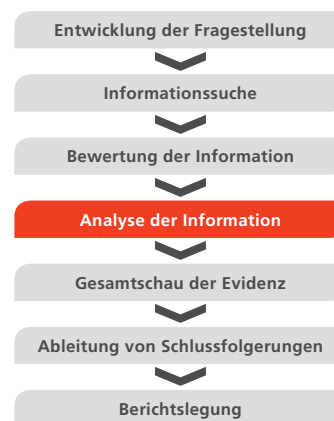 Entwicklung der Fragestellung
Informationssuche
Bewertung der Information
Analyse der Information
Gesamtschau der Evidenz
Ableitung von Schlussfolgerungen
Berichtslegung